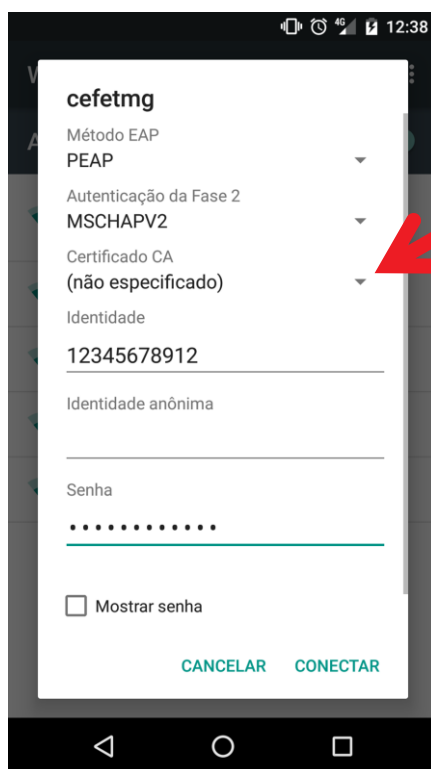 4G 12:38
W
cefetmg
A
Método EAP
PEAP
Autenticação da Fase 2
MSCHAPV2
Certificado CA
(não especificado)
Identidade
12345678912
Identidade anônima
Senha
••••••••••••
Mostrar senha
CANCELAR CONECTAR